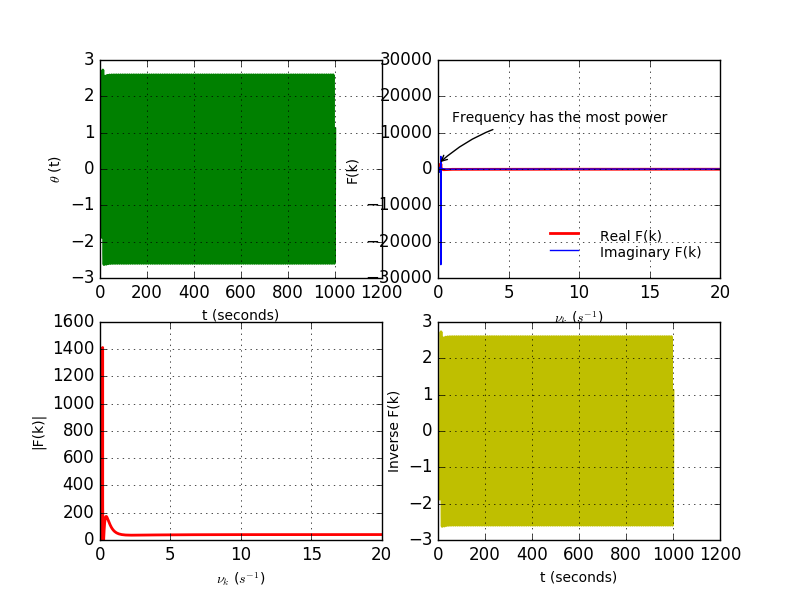 3
2
1
0
−1
−2
−3
θ (t)
0 200 400 600 800 1000 1200
t (seconds)
30000
20000
10000
0
−10000
−20000
−30000
F(k)
Frequency has the most power
Real F(k)
Imaginary F(k)
0 5 10 15 20
ν_k (s^{−1})
1600
1400
1200
1000
800
600
400
200
0
|F(k)|
0 5 10 15 20
ν_k (s^{−1})
3
2
1
0
−1
−2
−3
Inverse F(k)
0 200 400 600 800 1000 1200
t (seconds)